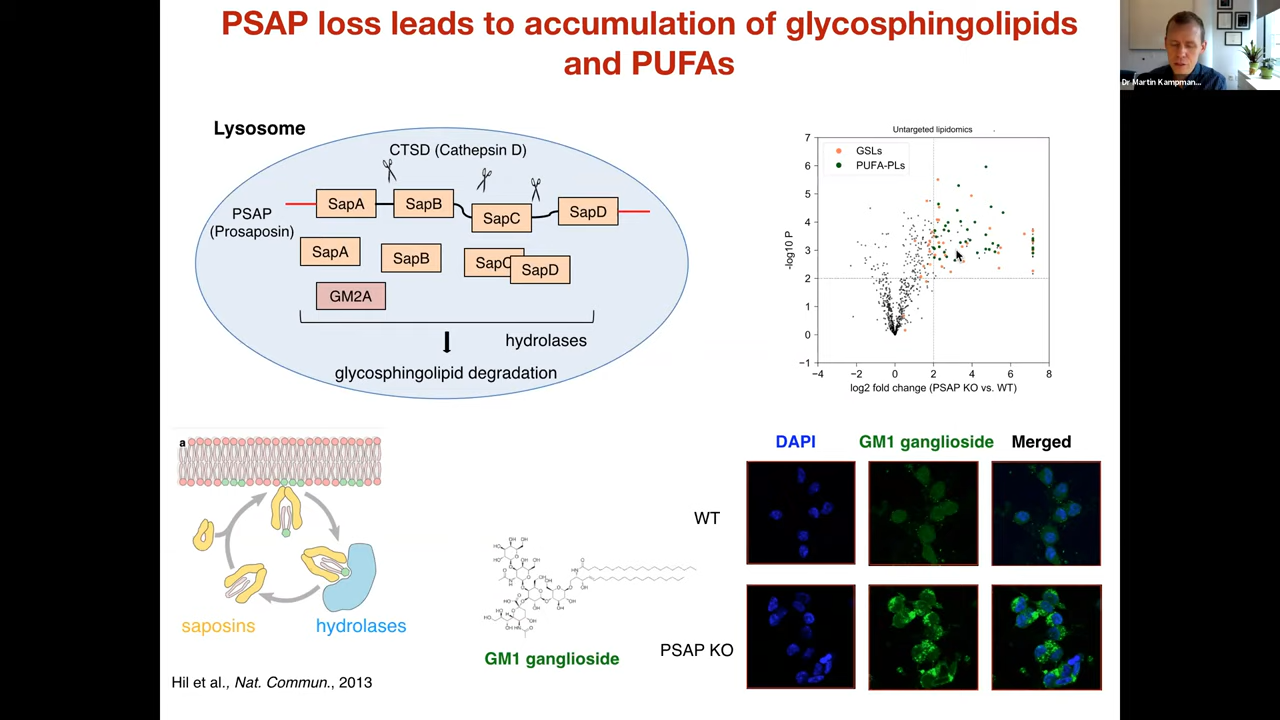 PSAP loss leads to accumulation of glycosphingolipids
and PUFAs
Dr Martin Kampman...
Lysosome
CTSD (Cathepsin D)
SapA
SapB
SapC
SapD
PSAP
(Prosaposin)
SapA
SapB
SapC
SapD
GM2A
hydrolases
glycosphingolipid degradation
Untargeted lipidomics
GSLs
PUFA-PLs
7
6
5
4
3
2
1
0
−1
-log10 P
−4
−2
0
2
4
6
8
log2 fold change (PSAP KO vs. WT)
a
saposins
hydrolases
Hil et al., Nat. Commun., 2013
GM1 ganglioside
DAPI
GM1 ganglioside
Merged
WT
PSAP KO